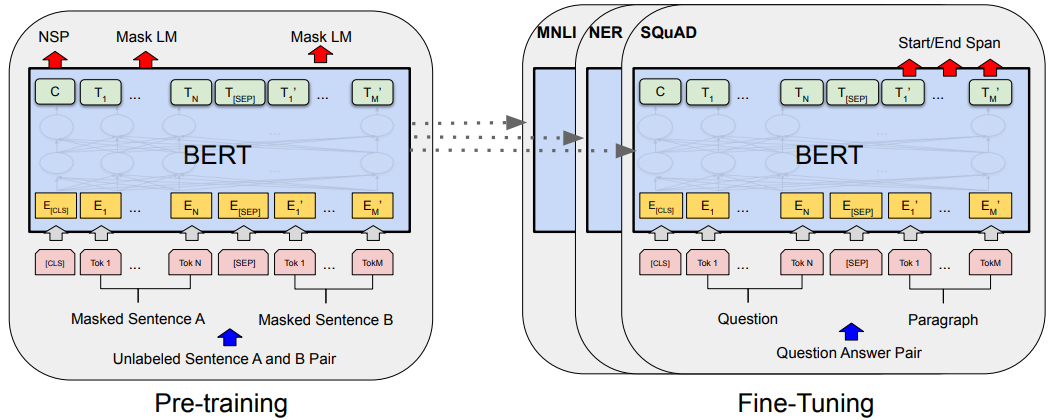 NSP Mask LM Mask LM
C T1 ... TN T[SEP] T1' ... TM'
BERT
E[CLS] E1 ... EN E[SEP] E1' ... EM'
[CLS] Tok 1 ... Tok N [SEP] Tok 1 ... TokM
Masked Sentence A Masked Sentence B
Unlabeled Sentence A and B Pair
Pre-training
MNLI NER SQuAD
Start/End Span
C T1 ... TN T[SEP] T1' ... TM'
BERT
E[CLS] E1 ... EN E[SEP] E1' ... EM'
[CLS] Tok 1 ... Tok N [SEP] Tok 1 ... TokM
Question Paragraph
Question Answer Pair
Fine-Tuning